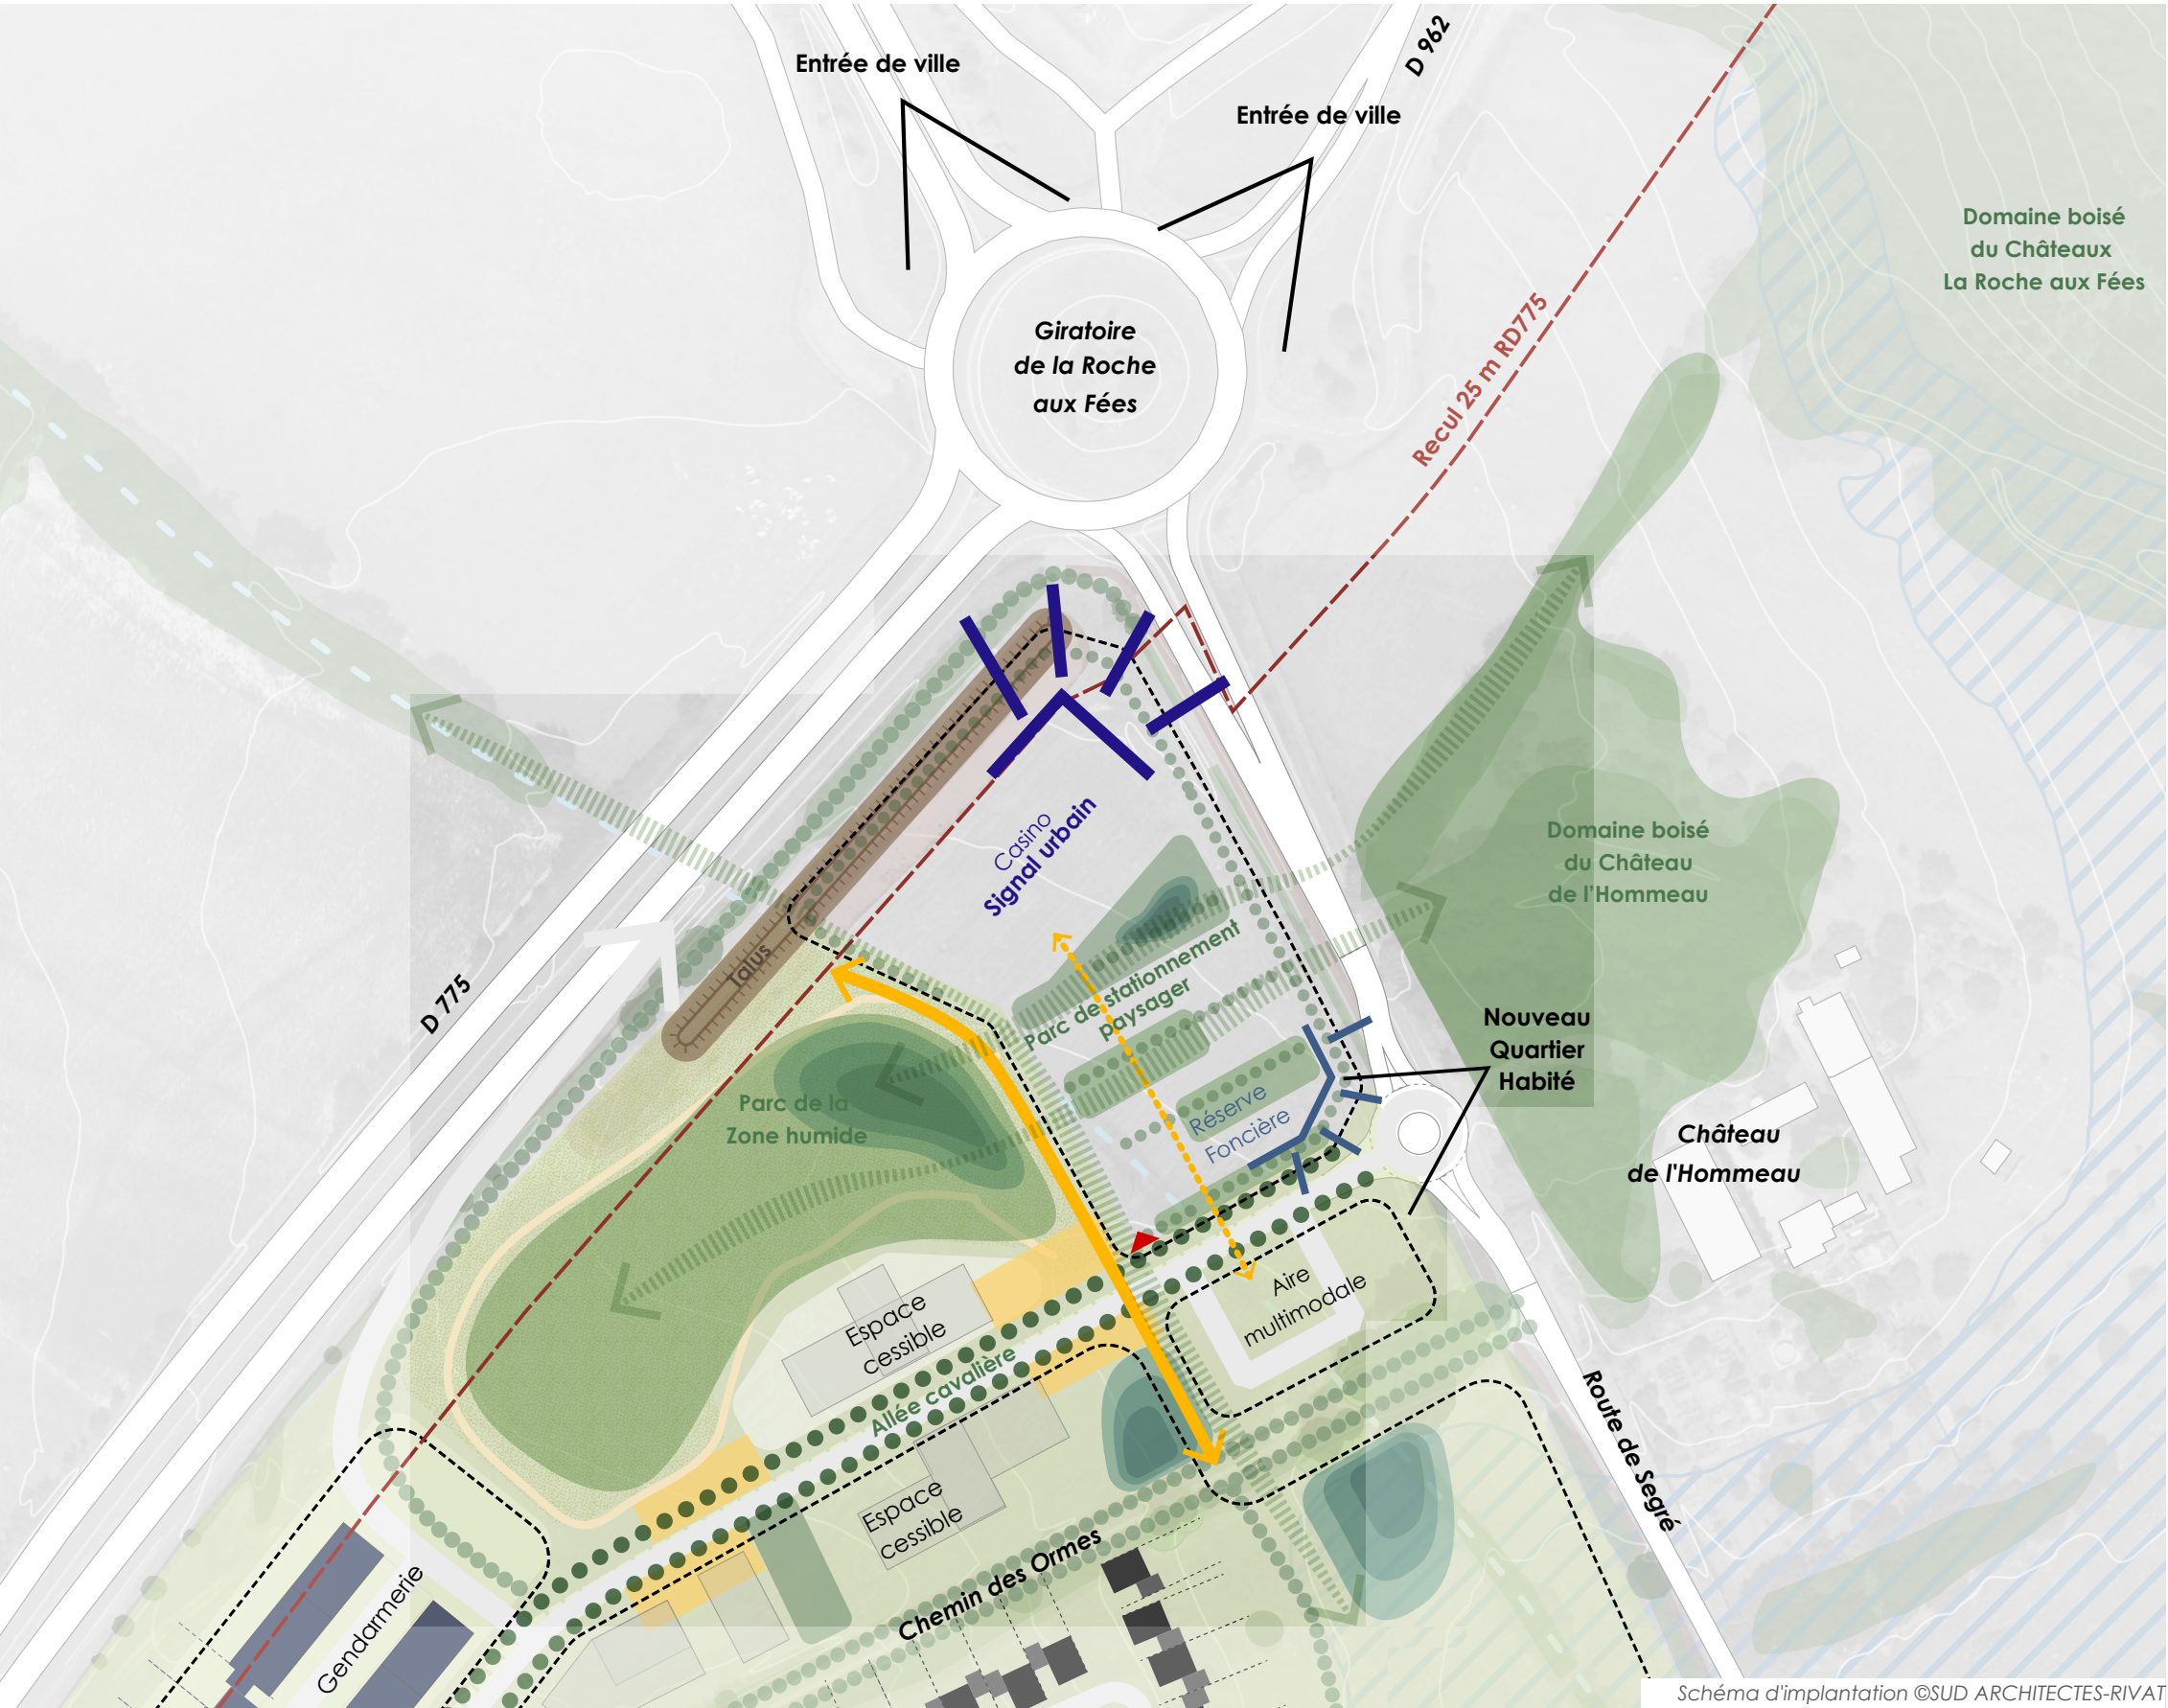 Entrée de ville
D 962
Entrée de ville
Domaine boisé
du Châteaux
La Roche aux Fées
Giratoire
de la Roche
aux Fées
Recul 25 m RD775
Casino
Signal urbain
Domaine boisé
du Château
de l'Hommeau
Talus
D 775
Parc de stationnement
paysager
Nouveau
Quartier
Habité
Parc de la
Zone humide
Réserve
Foncière
Château
de l'Hommeau
Aire
multimodale
Espace
cessible
Allée cavalière
Route de Segré
Espace
cessible
Chemin des Ormes
Gendarmerie
Schéma d'implantation ©SUD ARCHITECTES-RIVAT